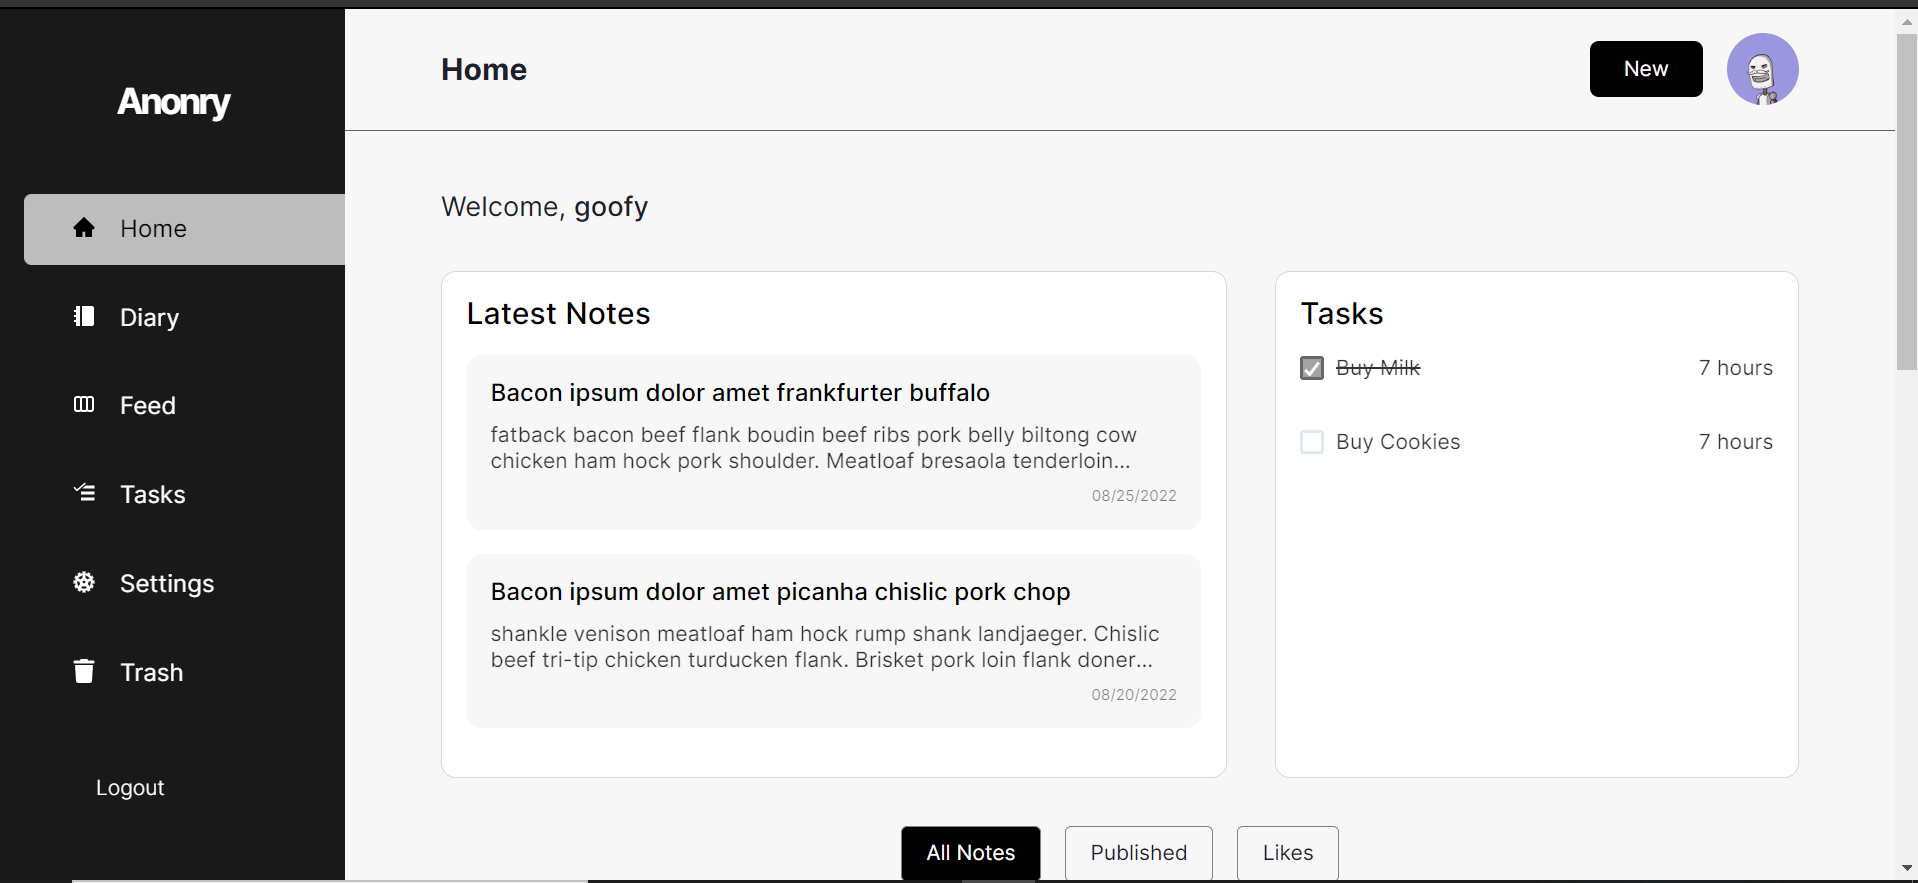 Anonry
Home
Diary
Feed
Tasks
Settings
Trash
Logout
Home
New
Welcome, goofy
Latest Notes
Bacon ipsum dolor amet frankfurter buffalo
fatback bacon beef flank boudin beef ribs pork belly biltong cow
chicken ham hock pork shoulder. Meatloaf bresaola tenderloin...
08/25/2022
Bacon ipsum dolor amet picanha chislic pork chop
shankle venison meatloaf ham hock rump shank landjaeger. Chislic
beef tri-tip chicken turducken flank. Brisket pork loin flank doner...
08/20/2022
Tasks
Buy Milk 7 hours
Buy Cookies 7 hours
All Notes Published Likes